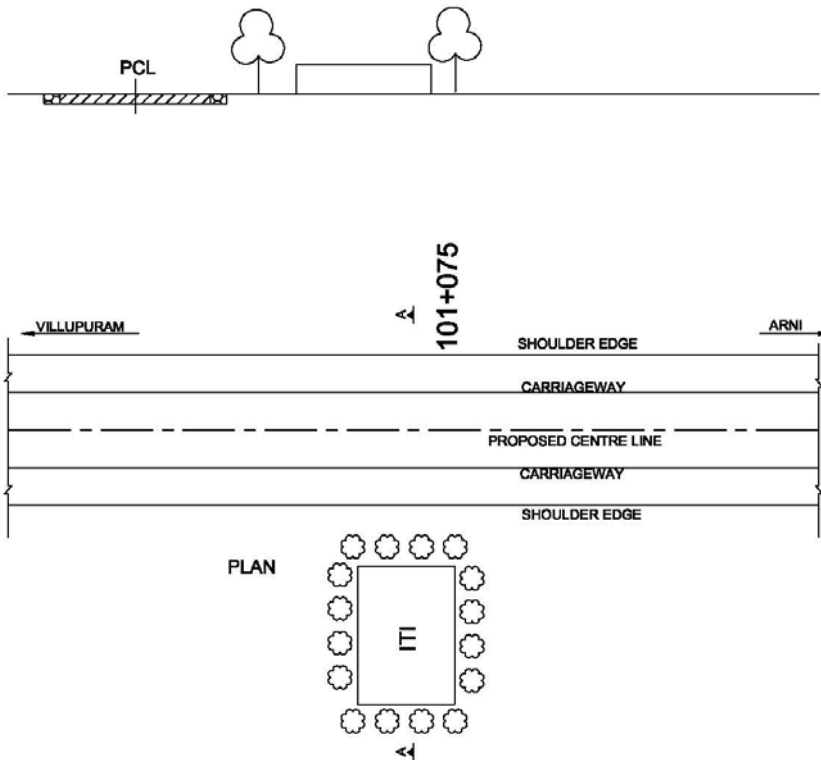 PCL
A
101+075
VILLUPURAM
ARNI
SHOULDER EDGE
CARRIAGEWAY
PROPOSED CENTRE LINE
CARRIAGEWAY
SHOULDER EDGE
PLAN
ITI
A